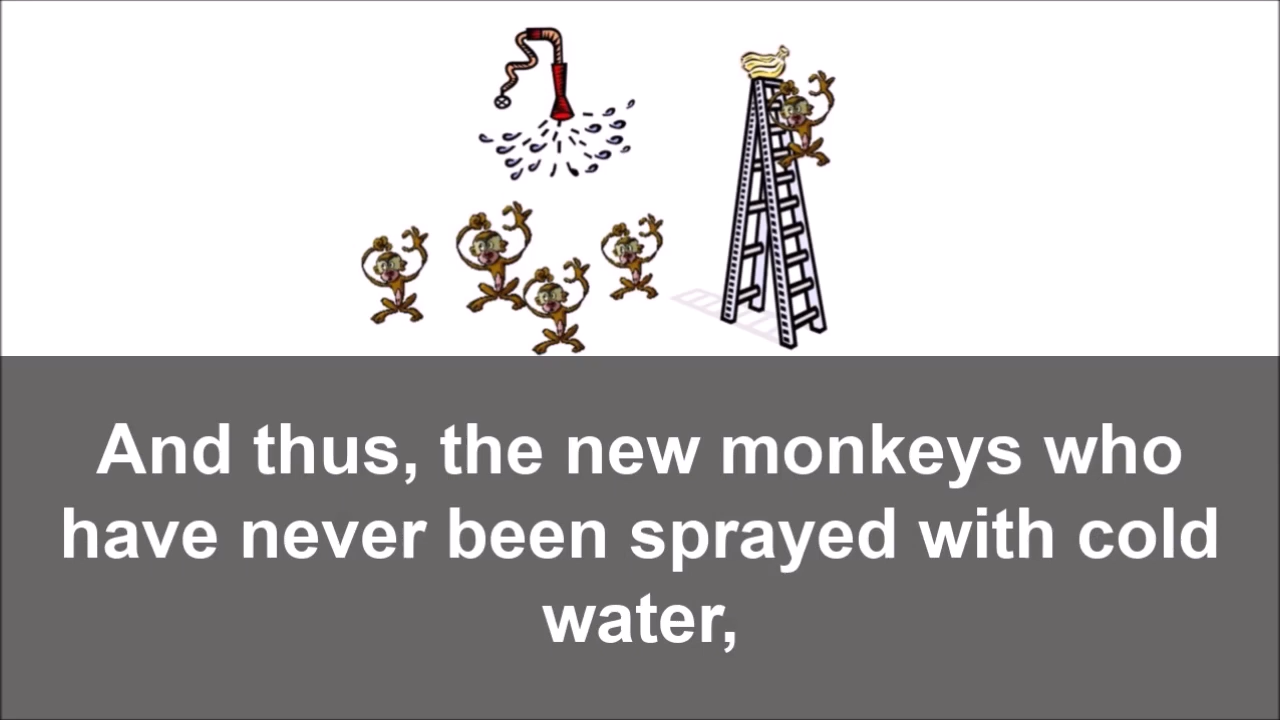 And thus, the new monkeys who
have never been sprayed with cold
water,